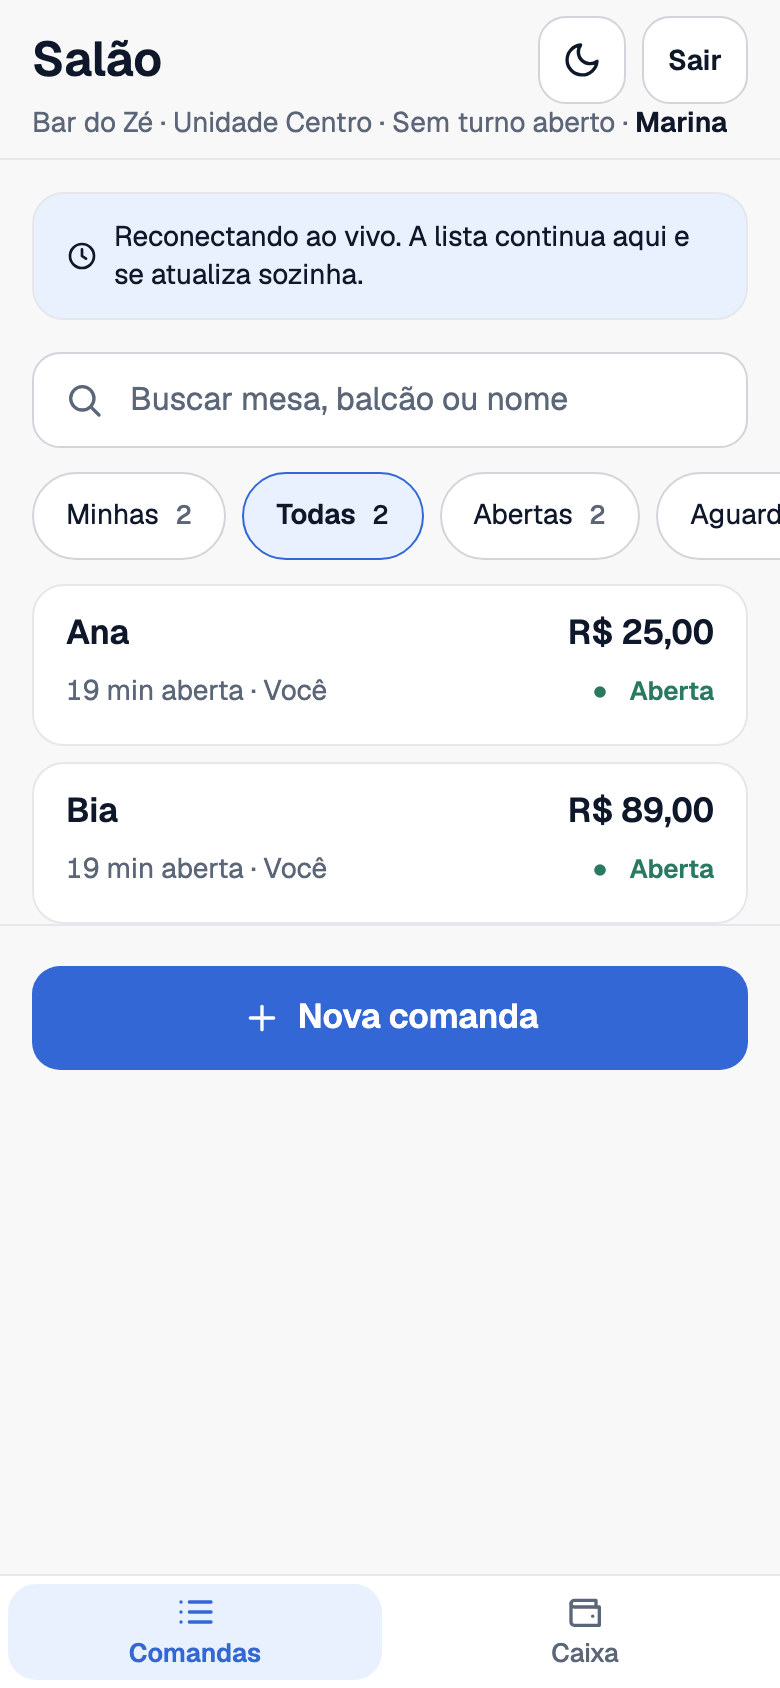 Salão
Sair
Bar do Zé · Unidade Centro · Sem turno aberto · Marina
Reconectando ao vivo. A lista continua aqui e
se atualiza sozinha.
Buscar mesa, balcão ou nome
Minhas 2
Todas 2
Abertas 2
Aguard
Ana
R$ 25,00
19 min aberta · Você
Aberta
Bia
R$ 89,00
19 min aberta · Você
Aberta
Nova comanda
Comandas
Caixa